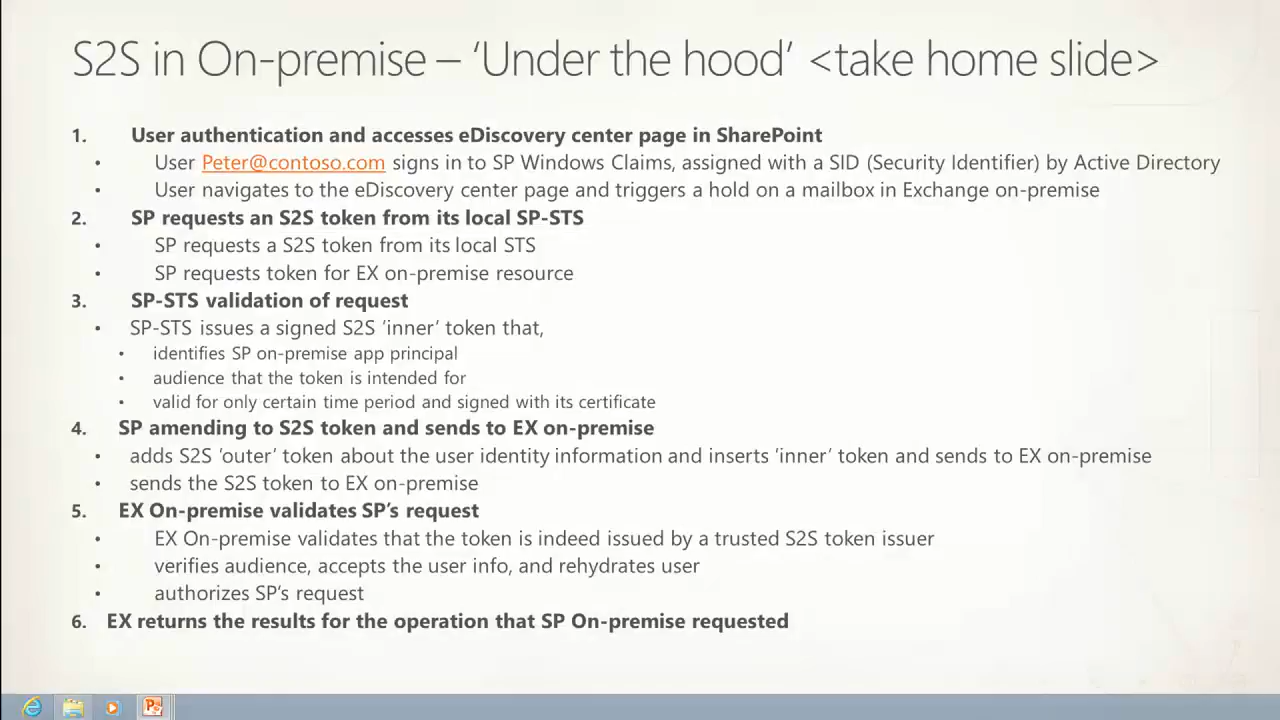 S2S in On-premise – ‘Under the hood’ <take home slide>
1. User authentication and accesses eDiscovery center page in SharePoint
• User Peter@contoso.com signs in to SP Windows Claims, assigned with a SID (Security Identifier) by Active Directory
• User navigates to the eDiscovery center page and triggers a hold on a mailbox in Exchange on-premise
2. SP requests an S2S token from its local SP-STS
• SP requests a S2S token from its local STS
• SP requests token for EX on-premise resource
3. SP-STS validation of request
• SP-STS issues a signed S2S ‘inner’ token that,
• identifies SP on-premise app principal
• audience that the token is intended for
• valid for only certain time period and signed with its certificate
4. SP amending to S2S token and sends to EX on-premise
• adds S2S ‘outer’ token about the user identity information and inserts ‘inner’ token and sends to EX on-premise
• sends the S2S token to EX on-premise
5. EX On-premise validates SP’s request
• EX On-premise validates that the token is indeed issued by a trusted S2S token issuer
• verifies audience, accepts the user info, and rehydrates user
• authorizes SP’s request
6. EX returns the results for the operation that SP On-premise requested